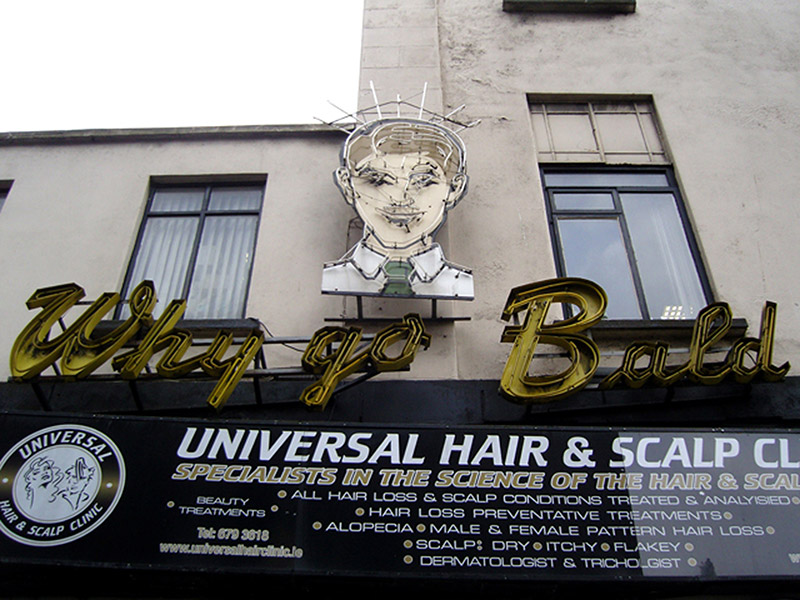 Why go Bald
UNIVERSAL HAIR & SCALP CL
SPECIALISTS IN THE SCIENCE OF THE HAIR & SCAL
UNIVERSAL
HAIR & SCALP CLINIC
BEAUTY
TREATMENTS
Tel: 679 3618
www.universalhairclinic.ie
ALL HAIR LOSS & SCALP CONDITIONS TREATED & ANALYISIED
HAIR LOSS PREVENTATIVE TREATMENTS
ALOPECIA MALE & FEMALE PATTERN HAIR LOSS
SCALP: DRY ITCHY FLAKEY
DERMATOLOGIST & TRICHOLOGIST